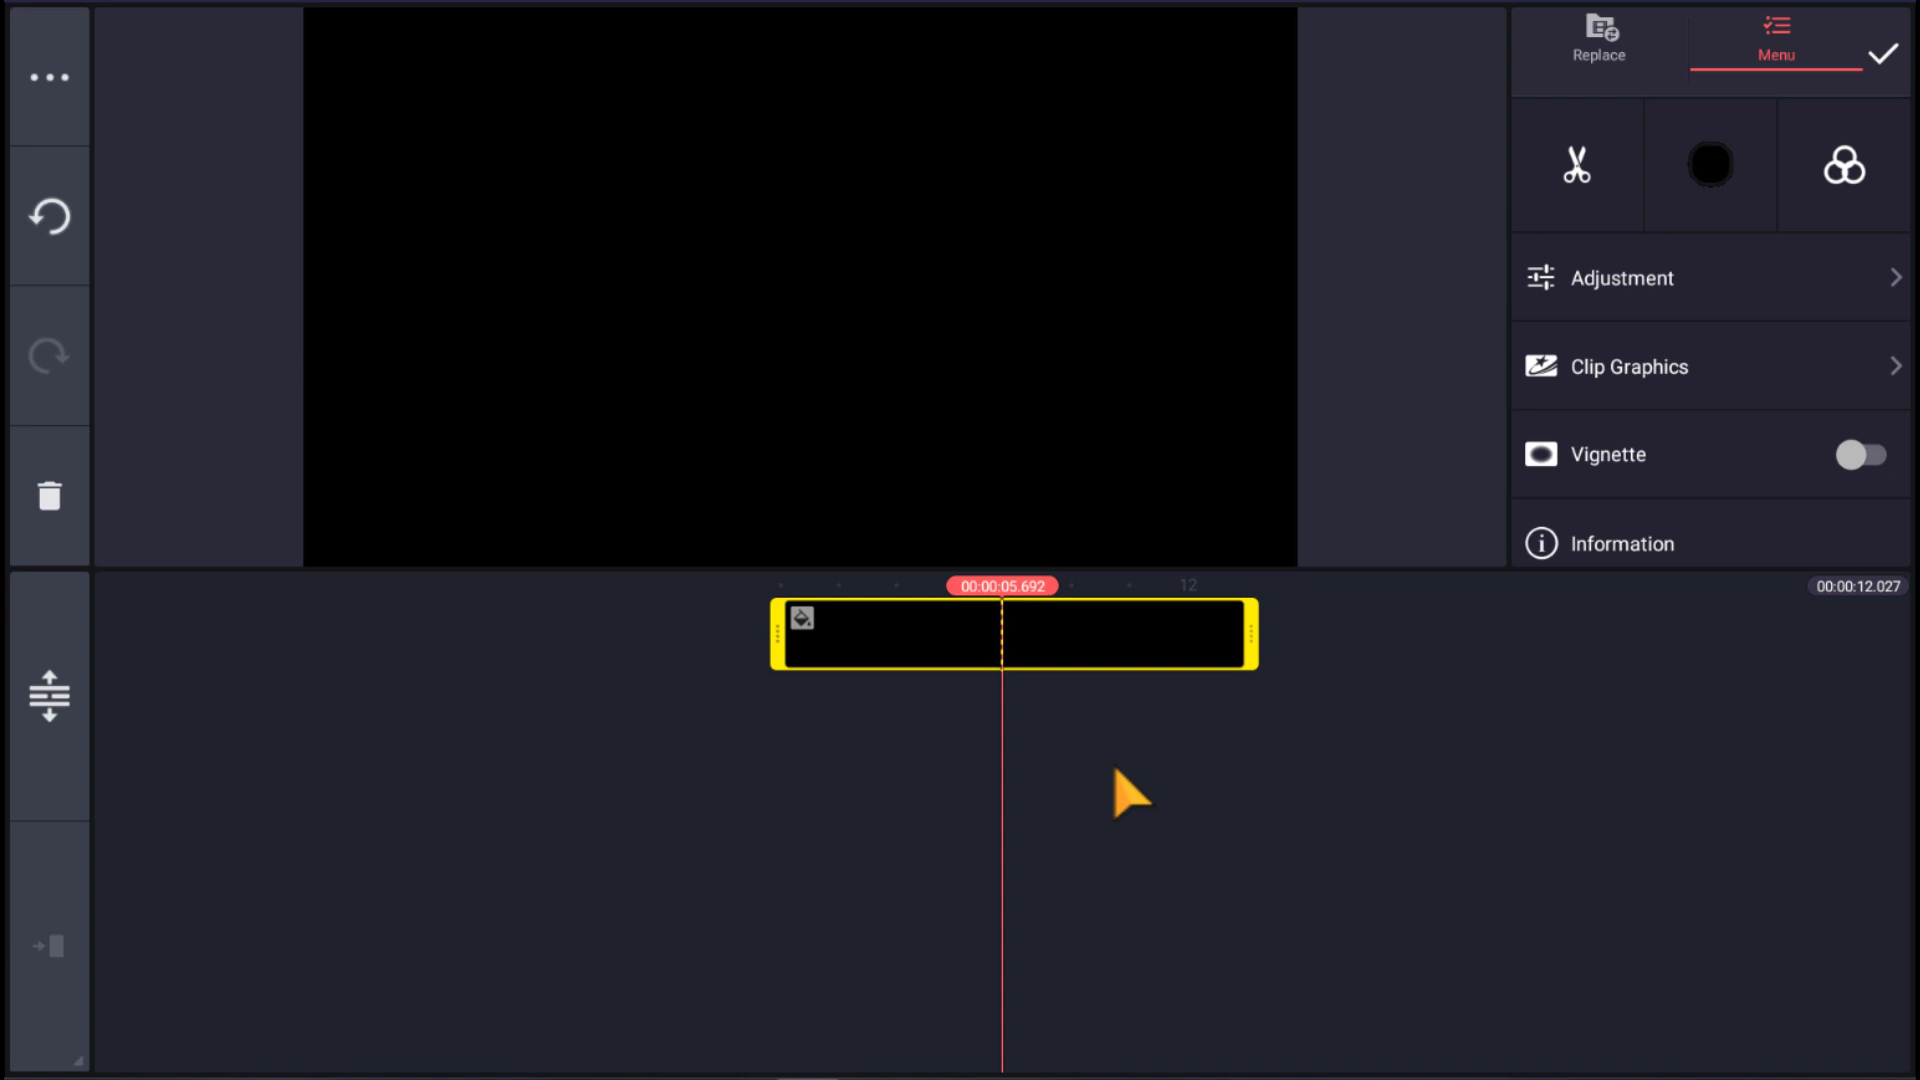 Replace
Menu
Adjustment
Clip Graphics
Vignette
Information
00:00:05.692
12
00:00:12.027